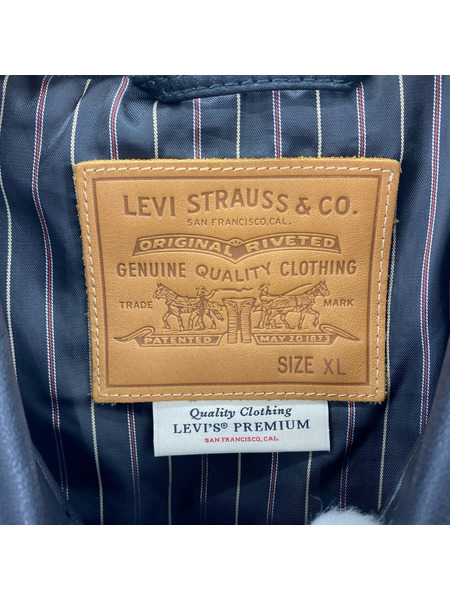 LEVI STRAUSS & CO.
SAN FRANCISCO, CAL.
ORIGINAL RIVETED
GENUINE QUALITY CLOTHING
TRADE MARK
PATENTED MAY 20 1873
SIZE XL
Quality Clothing
LEVI'S® PREMIUM
SAN FRANCISCO, CAL.